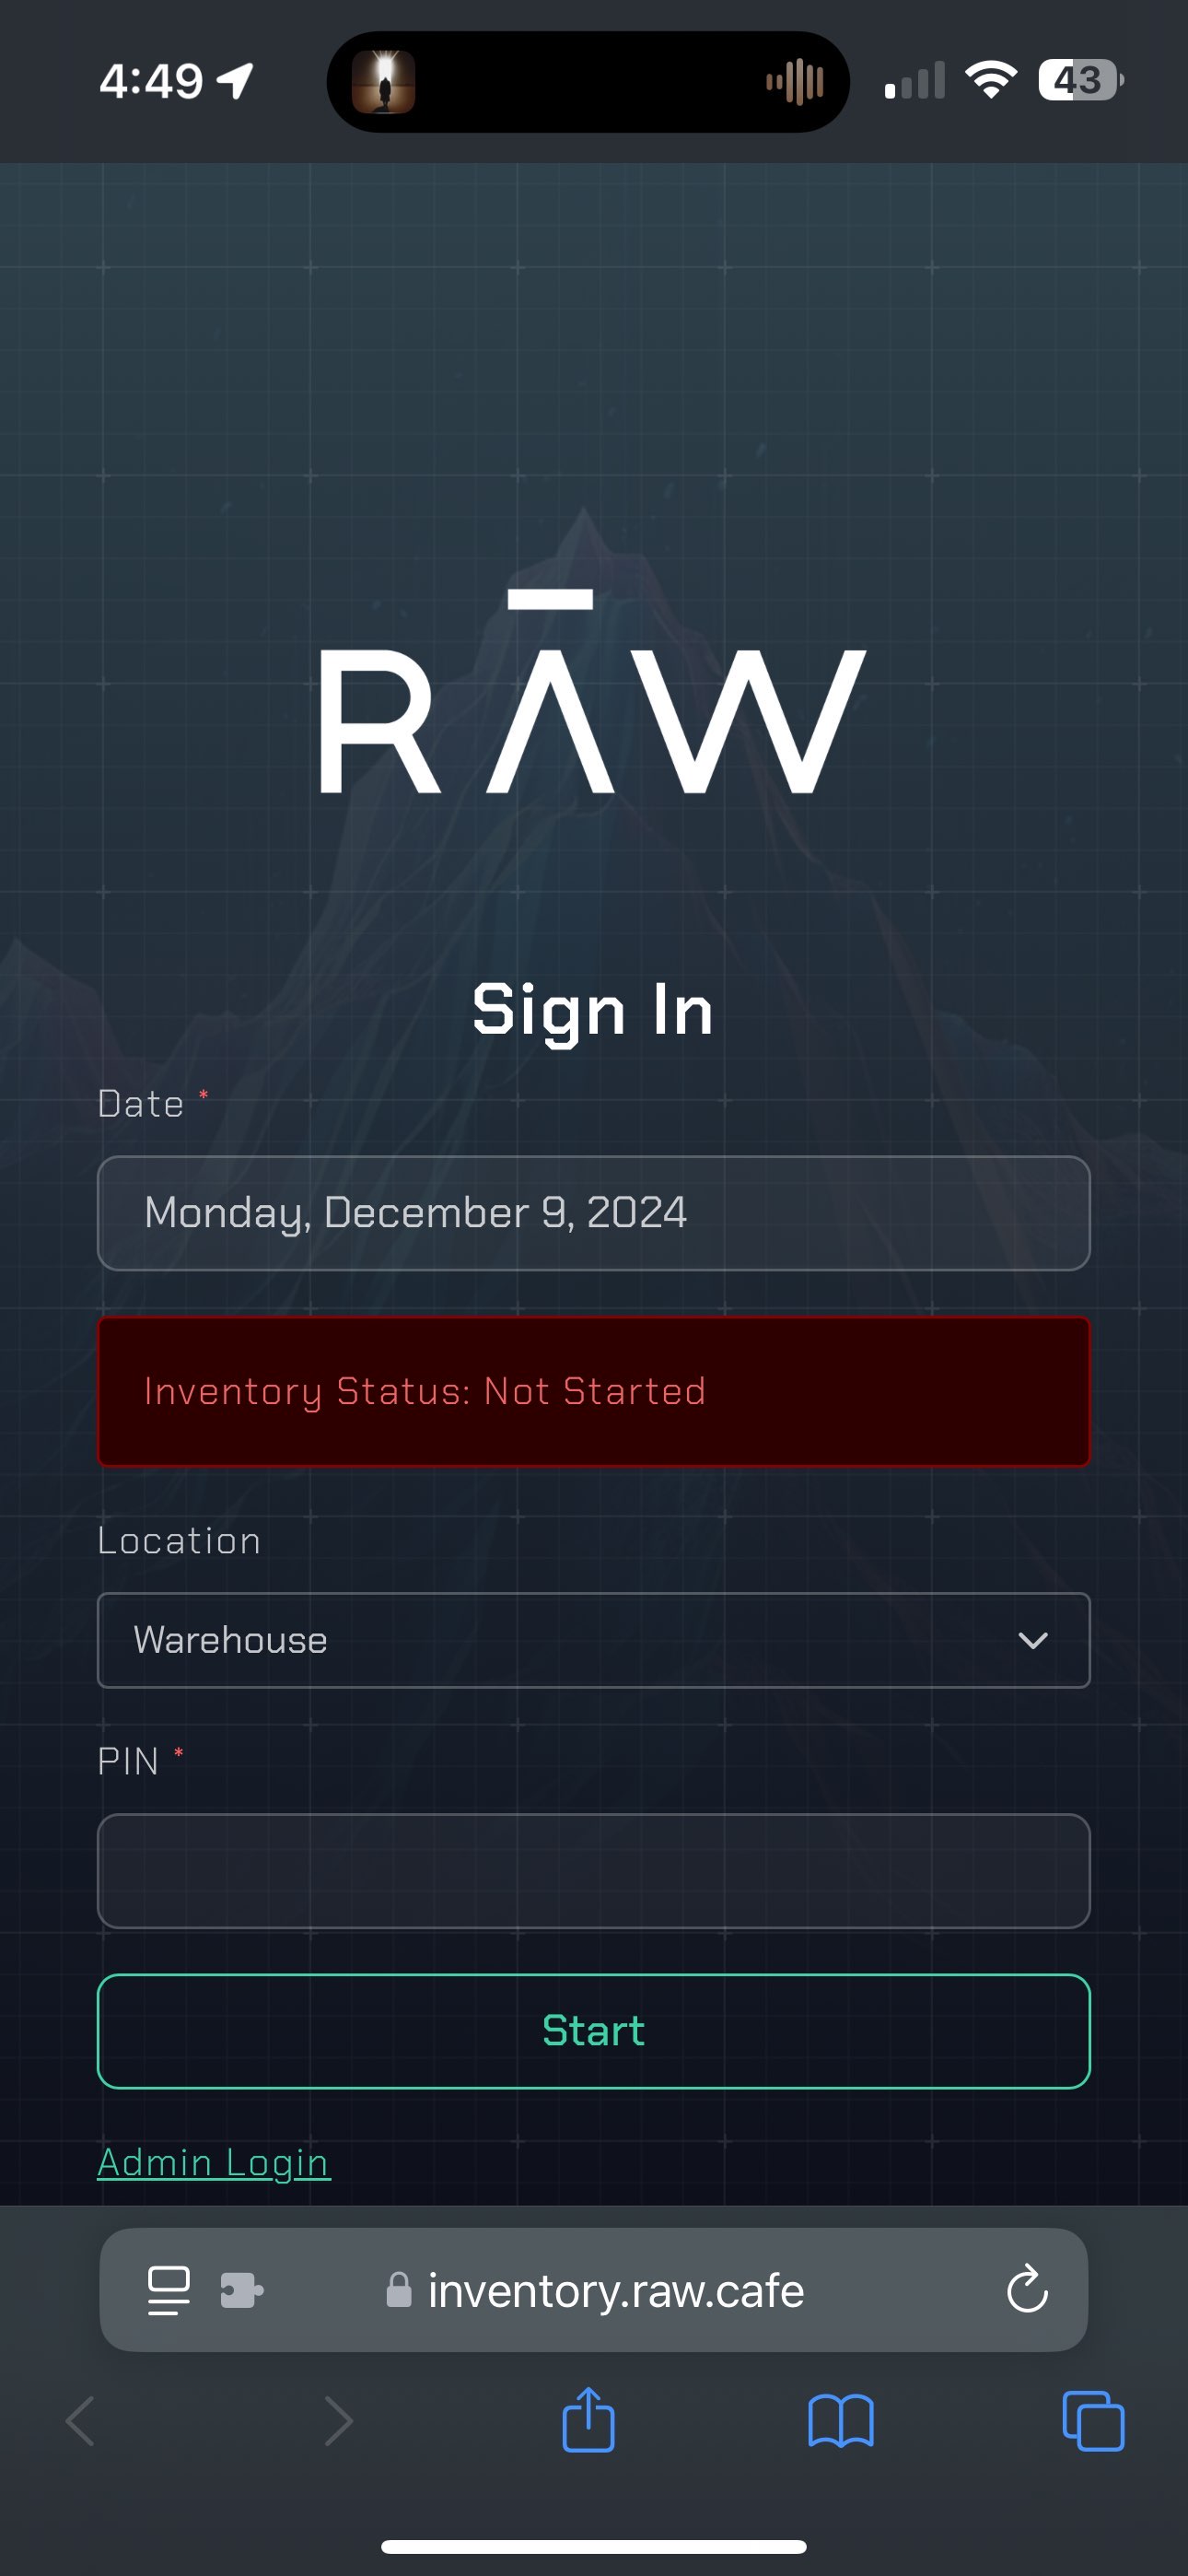 4:49
43
RĀW
Sign In
Date *
Monday, December 9, 2024
Inventory Status: Not Started
Location
Warehouse
PIN *
Start
Admin Login
inventory.raw.cafe